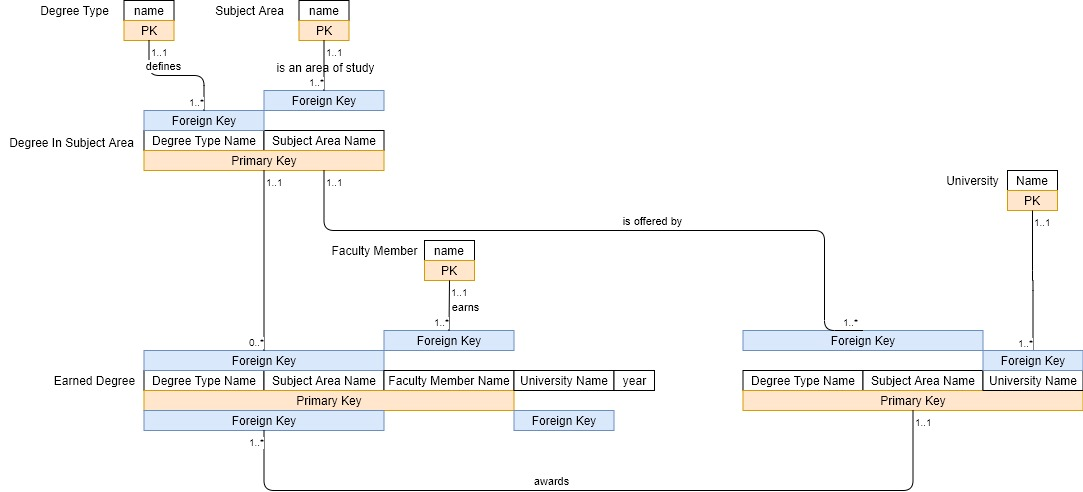 Degree Type
name
PK
Subject Area
name
PK
1..1
defines
1..*
1..1
is an area of study
1..*
Foreign Key
Foreign Key
Degree In Subject Area
Degree Type Name
Subject Area Name
Primary Key
1..1
1..1
University
Name
PK
1..1
is offered by
Faculty Member
name
PK
1..1
earns
1..*
1..*
0..*
1..*
Foreign Key
Foreign Key
Foreign Key
Foreign Key
Earned Degree
Degree Type Name
Subject Area Name
Faculty Member Name
University Name
year
Degree Type Name
Subject Area Name
University Name
Primary Key
Primary Key
Foreign Key
Foreign Key
1..*
1..1
awards